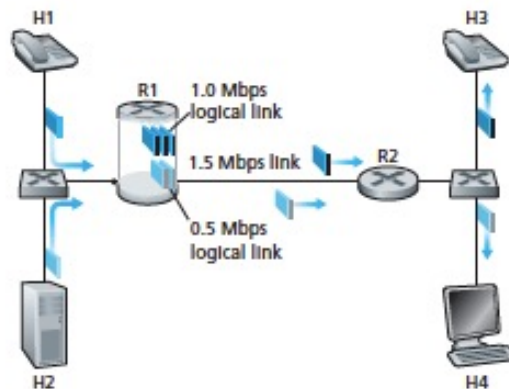 H1
H3
R1
1.0 Mbps
logical link
1.5 Mbps link
R2
0.5 Mbps
logical link
H2
H4